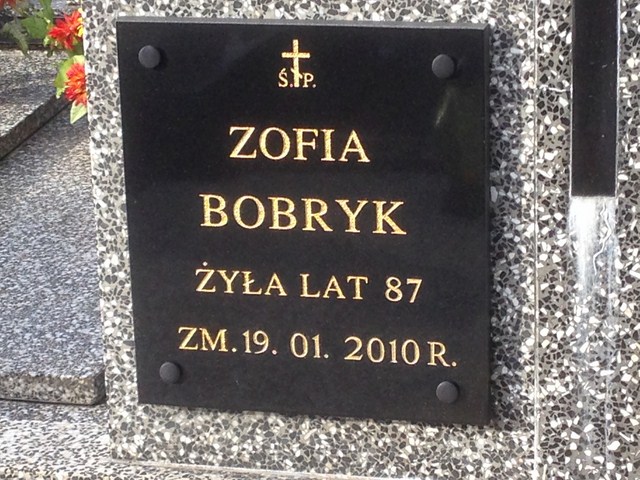 Ś.P.
ZOFIA
BOBRYK
ŻYŁA LAT 87
ZM. 19. 01. 2010 R.